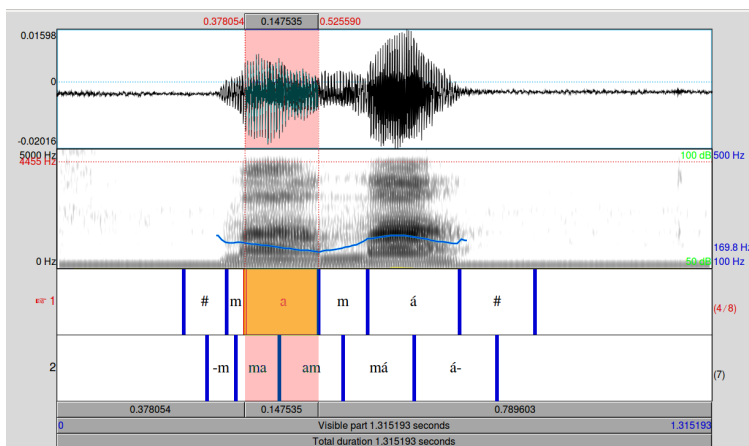 0.378054 0.147535 0.525590
0.01598
0
-0.02016
5000 Hz 100 dB 500 Hz
4455 Hz
169.8 Hz
0 Hz 50 dB 100 Hz
1 # m a m á # (4 / 8)
2 -m ma am má á- (7)
0.378054 0.147535 0.789603
0 Visible part 1.315193 seconds 1.315193
Total duration 1.315193 seconds